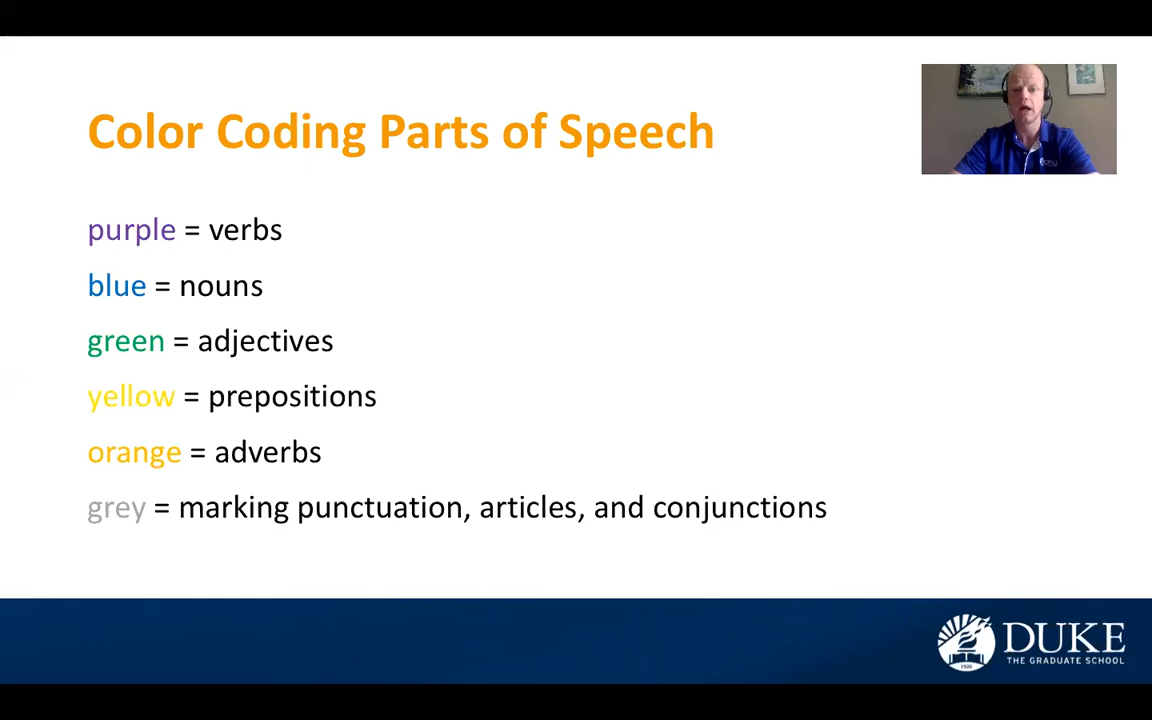 Color Coding Parts of Speech
purple = verbs
blue = nouns
green = adjectives
yellow = prepositions
orange = adverbs
grey = marking punctuation, articles, and conjunctions
DUKE
THE GRADUATE SCHOOL
1926